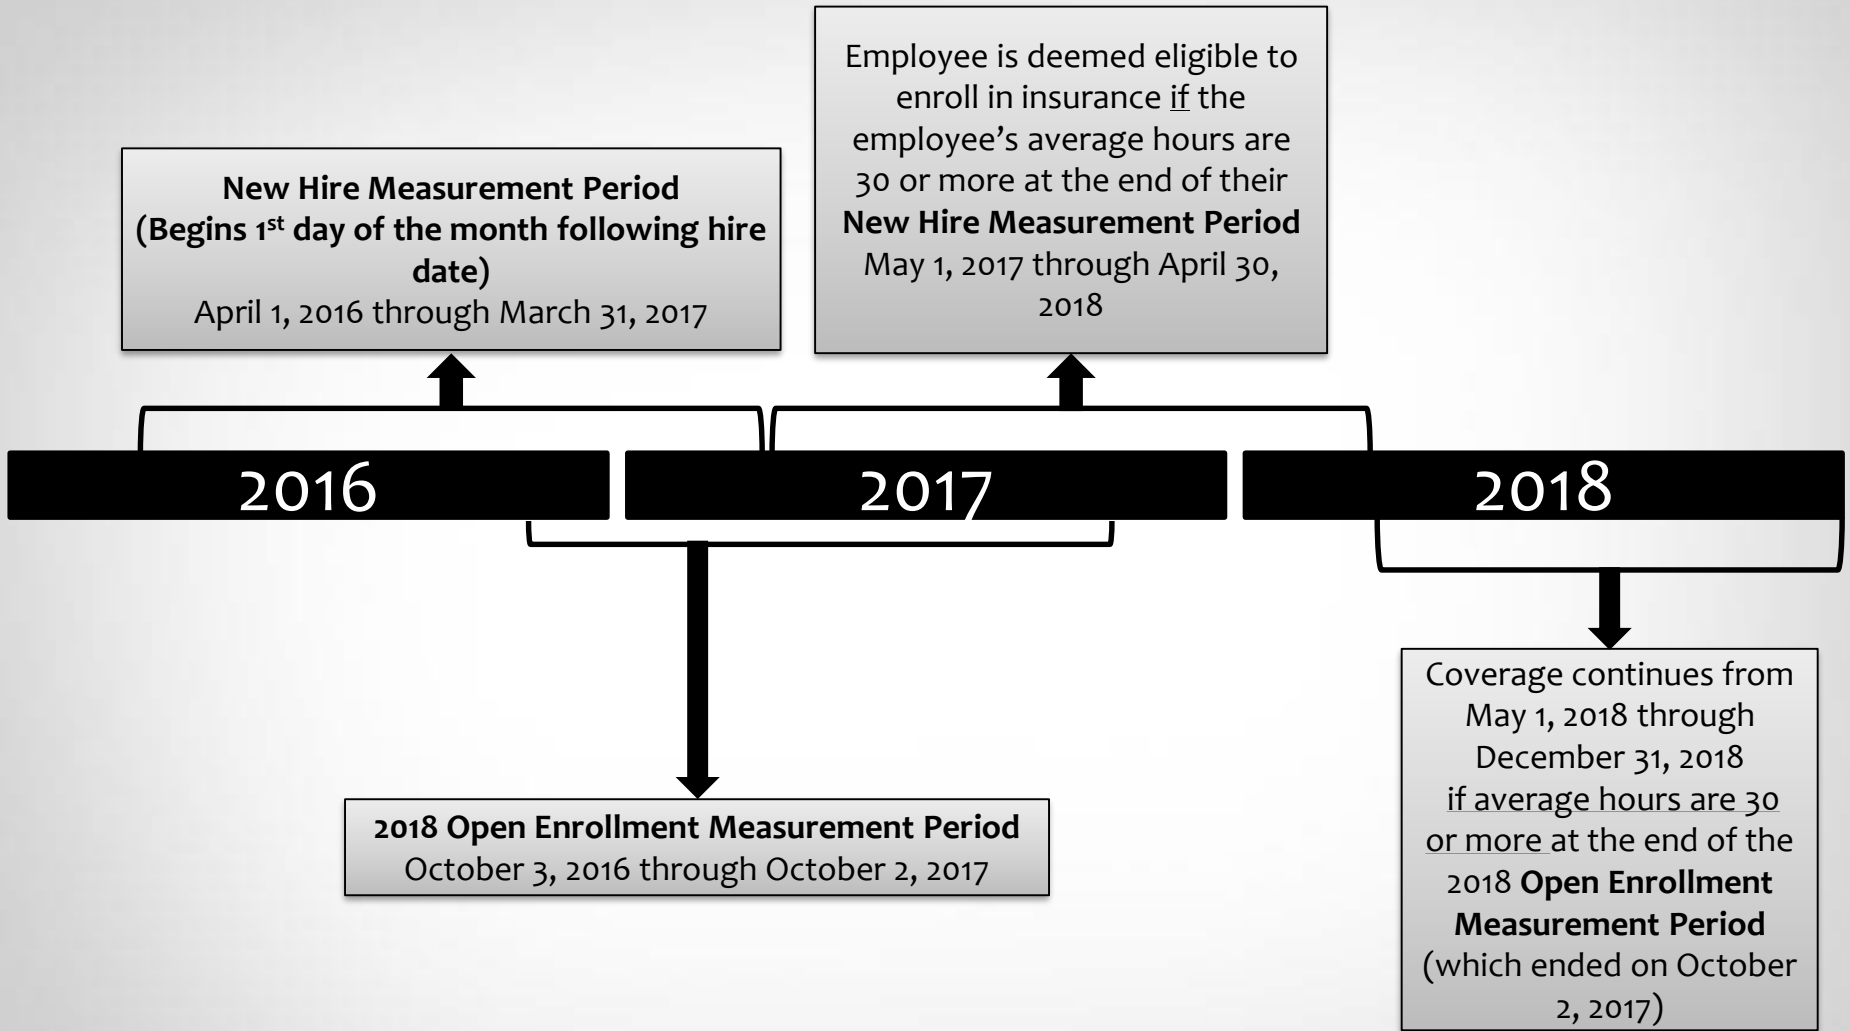 New Hire Measurement Period
(Begins 1st day of the month following hire
date)
April 1, 2016 through March 31, 2017
Employee is deemed eligible to
enroll in insurance if the
employee’s average hours are
30 or more at the end of their
New Hire Measurement Period
May 1, 2017 through April 30,
2018
2016
2017
2018
2018 Open Enrollment Measurement Period
October 3, 2016 through October 2, 2017
Coverage continues from
May 1, 2018 through
December 31, 2018
if average hours are 30
or more at the end of the
2018 Open Enrollment
Measurement Period
(which ended on October
2, 2017)